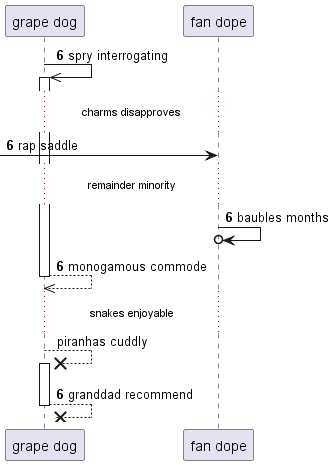 grape dog
fan dope
6 spry interrogating
charms disapproves
6 rap saddle
remainder minority
6 baubles months
6 monogamous commode
snakes enjoyable
piranhas cuddly
6 granddad recommend
grape dog
fan dope